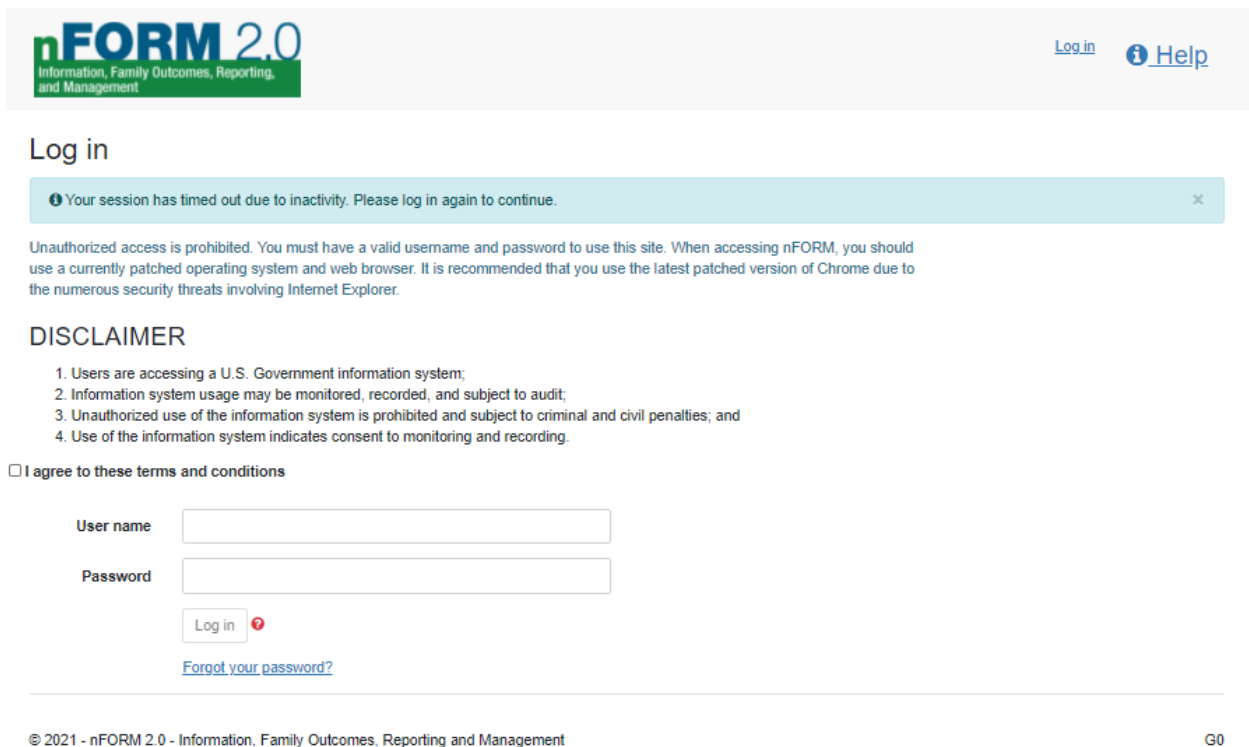 nFORM 2.0
Information, Family Outcomes, Reporting,
and Management
Log in
Help
Log in
Your session has timed out due to inactivity. Please log in again to continue.
×
Unauthorized access is prohibited. You must have a valid username and password to use this site. When accessing nFORM, you should
use a currently patched operating system and web browser. It is recommended that you use the latest patched version of Chrome due to
the numerous security threats involving Internet Explorer.
DISCLAIMER
1. Users are accessing a U.S. Government information system;
2. Information system usage may be monitored, recorded, and subject to audit;
3. Unauthorized use of the information system is prohibited and subject to criminal and civil penalties; and
4. Use of the information system indicates consent to monitoring and recording.
I agree to these terms and conditions
User name
Password
Log in
Forgot your password?
© 2021 - nFORM 2.0 - Information, Family Outcomes, Reporting and Management
G0